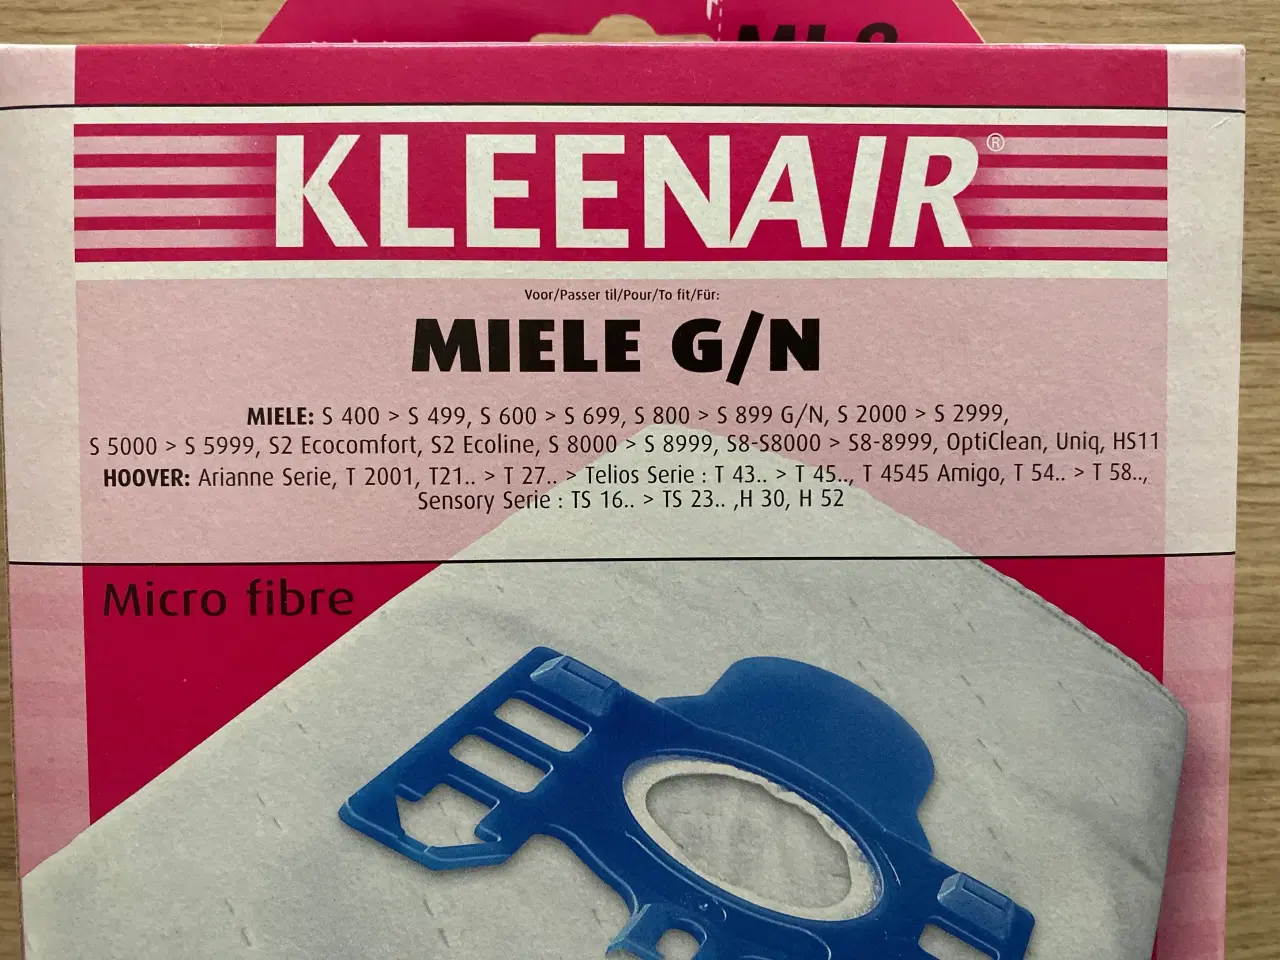 KLEENAIR®
Voor/Passer til/Pour/To fit/Für:
MIELE G/N
MIELE: S 400 > S 499, S 600 > S 699, S 800 > S 899 G/N, S 2000 > S 2999,
S 5000 > S 5999, S2 Ecocomfort, S2 Ecoline, S 8000 > S 8999, S8-S8000 > S8-8999, OptiClean, Uniq, HS11
HOOVER: Arianne Serie, T 2001, T21.. > T 27.. > Telios Serie : T 43.. > T 45.., T 4545 Amigo, T 54.. > T 58..,
Sensory Serie : TS 16.. > TS 23.. ,H 30, H 52
Micro fibre